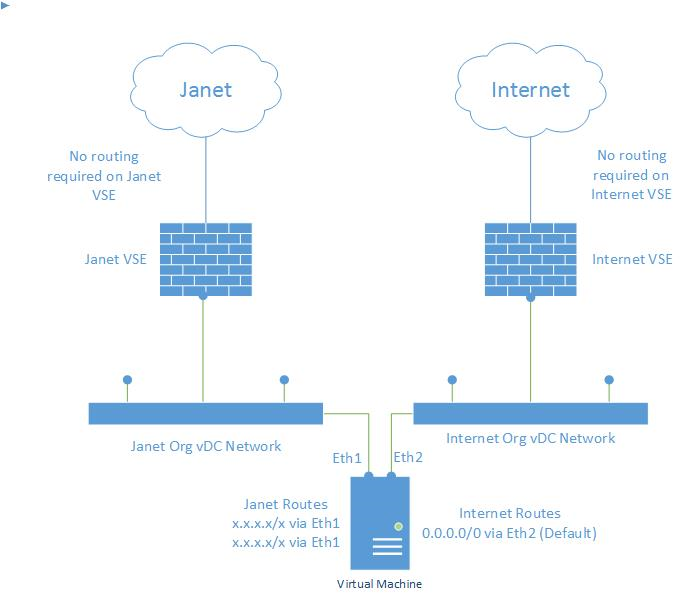 Janet
Internet
No routing
required on Janet
VSE
No routing
required on
Internet VSE
Janet VSE
Internet VSE
Janet Org vDC Network
Internet Org vDC Network
Eth1
Eth2
Janet Routes
x.x.x.x/x via Eth1
x.x.x.x/x via Eth1
Internet Routes
0.0.0.0/0 via Eth2 (Default)
Virtual Machine